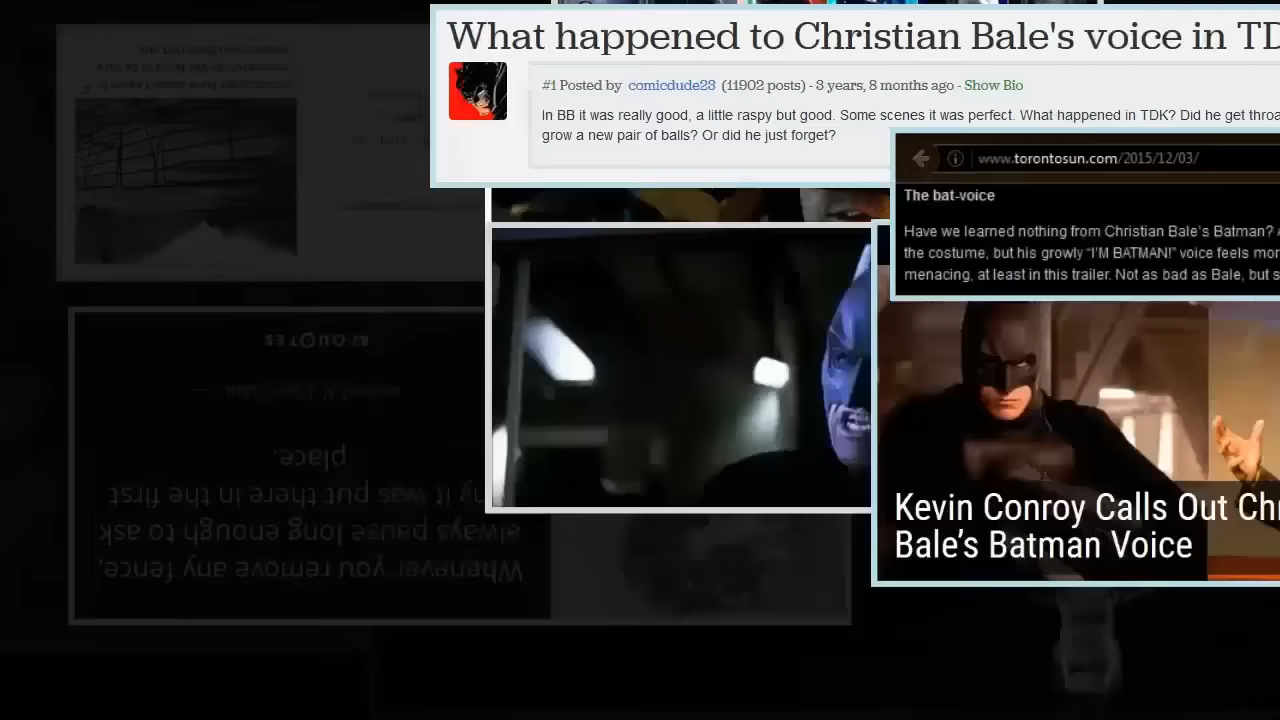 What happened to Christian Bale's voice in TD
#1 Posted by comicdude23 (11902 posts) - 3 years, 8 months ago - Show Bio
In BB it was really good, a little raspy but good. Some scenes it was perfect. What happened in TDK? Did he get throa
grow a new pair of balls? Or did he just forget?
www.torontosun.com/2015/12/03/
The bat-voice
Have we learned nothing from Christian Bale's Batman?
the costume, but his growly "I'M BATMAN!" voice feels mor
menacing, at least in this trailer. Not as bad as Bale, but s
Kevin Conroy Calls Out Chr
Bale's Batman Voice
QUOTES
Whenever you remove any fence,
always pause long enough to ask
it was put there in the first
place.